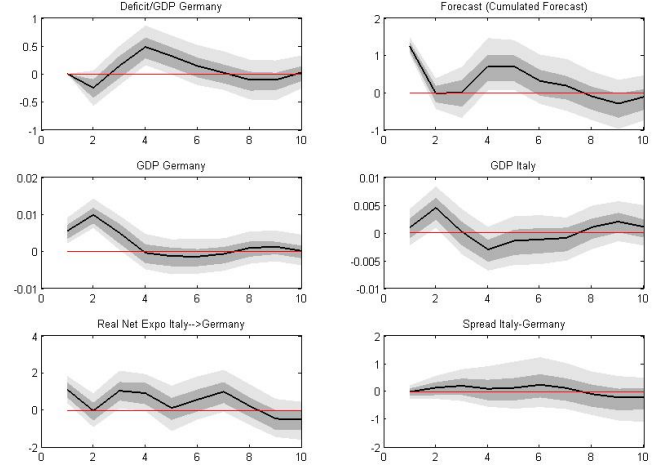 Deficit/GDP Germany
1
0.5
0
-0.5
-1
0 2 4 6 8 10
Forecast (Cumulated Forecast)
2
1
0
-1
0 2 4 6 8 10
GDP Germany
0.02
0.01
0
-0.01
0 2 4 6 8 10
GDP Italy
0.01
0.005
0
-0.005
-0.01
0 2 4 6 8 10
Real Net Expo Italy-->Germany
4
2
0
-2
0 2 4 6 8 10
Spread Italy-Germany
2
1
0
-1
-2
0 2 4 6 8 10